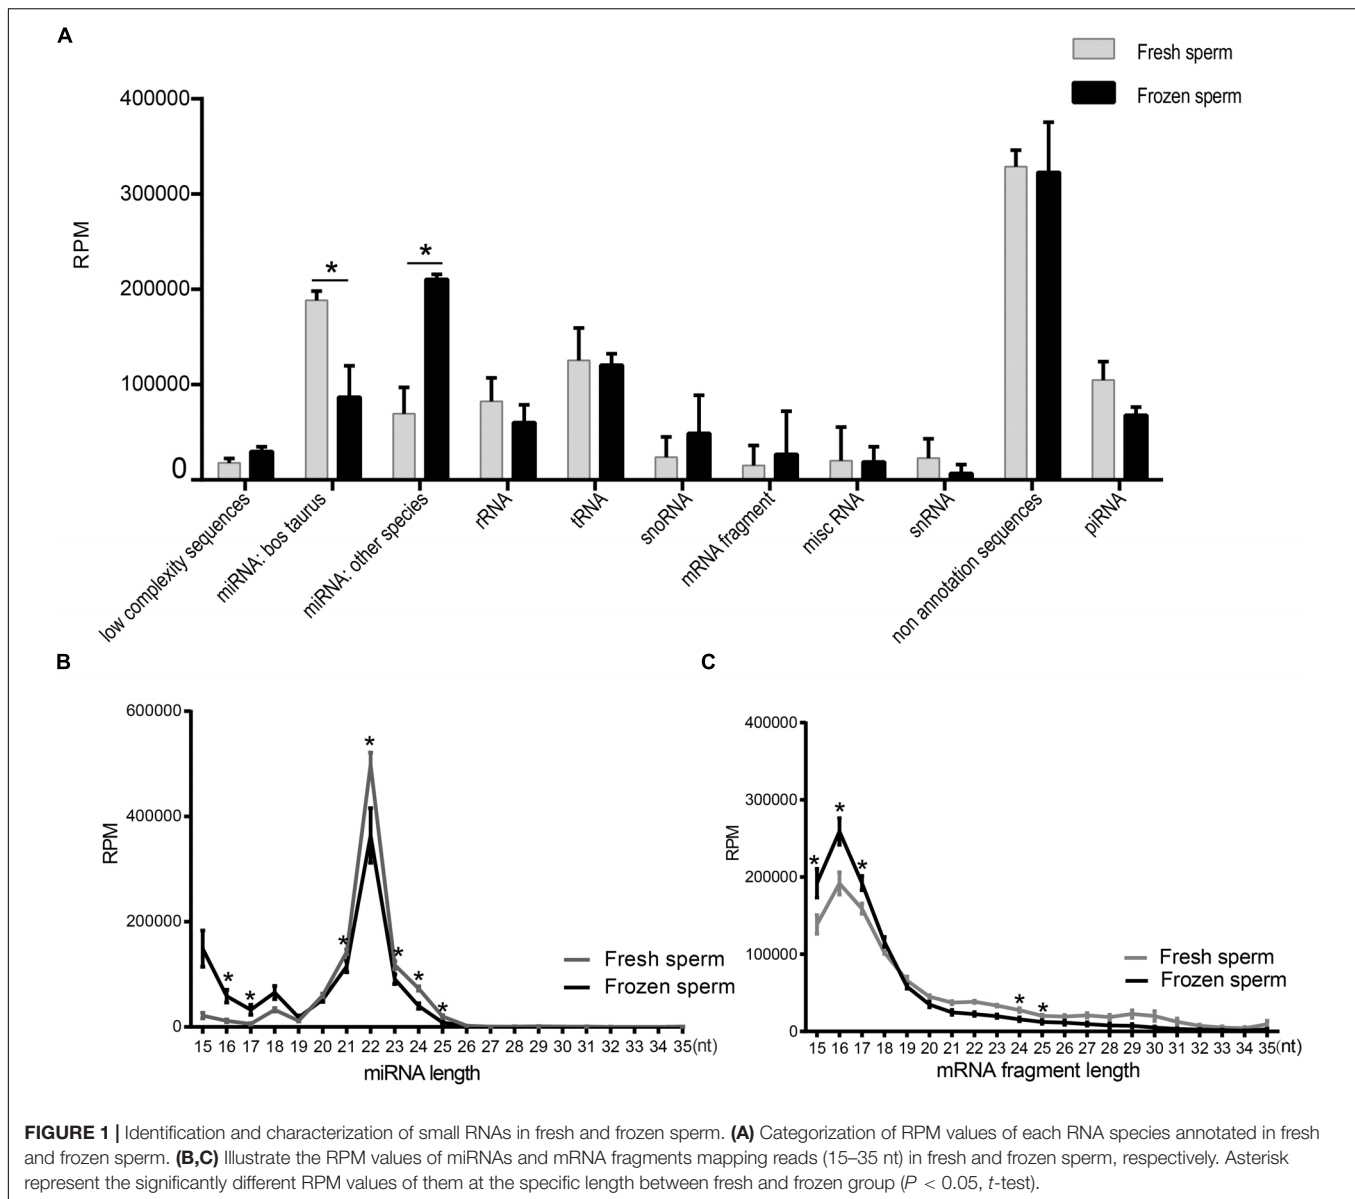 A
Fresh sperm
Frozen sperm
400000
300000
200000
100000
0
RPM
*
*
low complexity sequences
miRNA: bos taurus
miRNA: other species
rRNA
tRNA
snoRNA
mRNA fragment
misc RNA
snRNA
non annotation sequences
piRNA
B
600000
400000
200000
0
RPM
*
*
*
*
*
*
*
Fresh sperm
Frozen sperm
15 16 17 18 19 20 21 22 23 24 25 26 27 28 29 30 31 32 33 34 35(nt)
miRNA length
C
400000
300000
200000
100000
0
RPM
*
*
*
*
*
Fresh sperm
Frozen sperm
15 16 17 18 19 20 21 22 23 24 25 26 27 28 29 30 31 32 33 34 35(nt)
mRNA fragment length
FIGURE 1 | Identification and characterization of small RNAs in fresh and frozen sperm. (A) Categorization of RPM values of each RNA species annotated in fresh
and frozen sperm. (B,C) Illustrate the RPM values of miRNAs and mRNA fragments mapping reads (15–35 nt) in fresh and frozen sperm, respectively. Asterisk
represent the significantly different RPM values of them at the specific length between fresh and frozen group (P < 0.05, t-test).